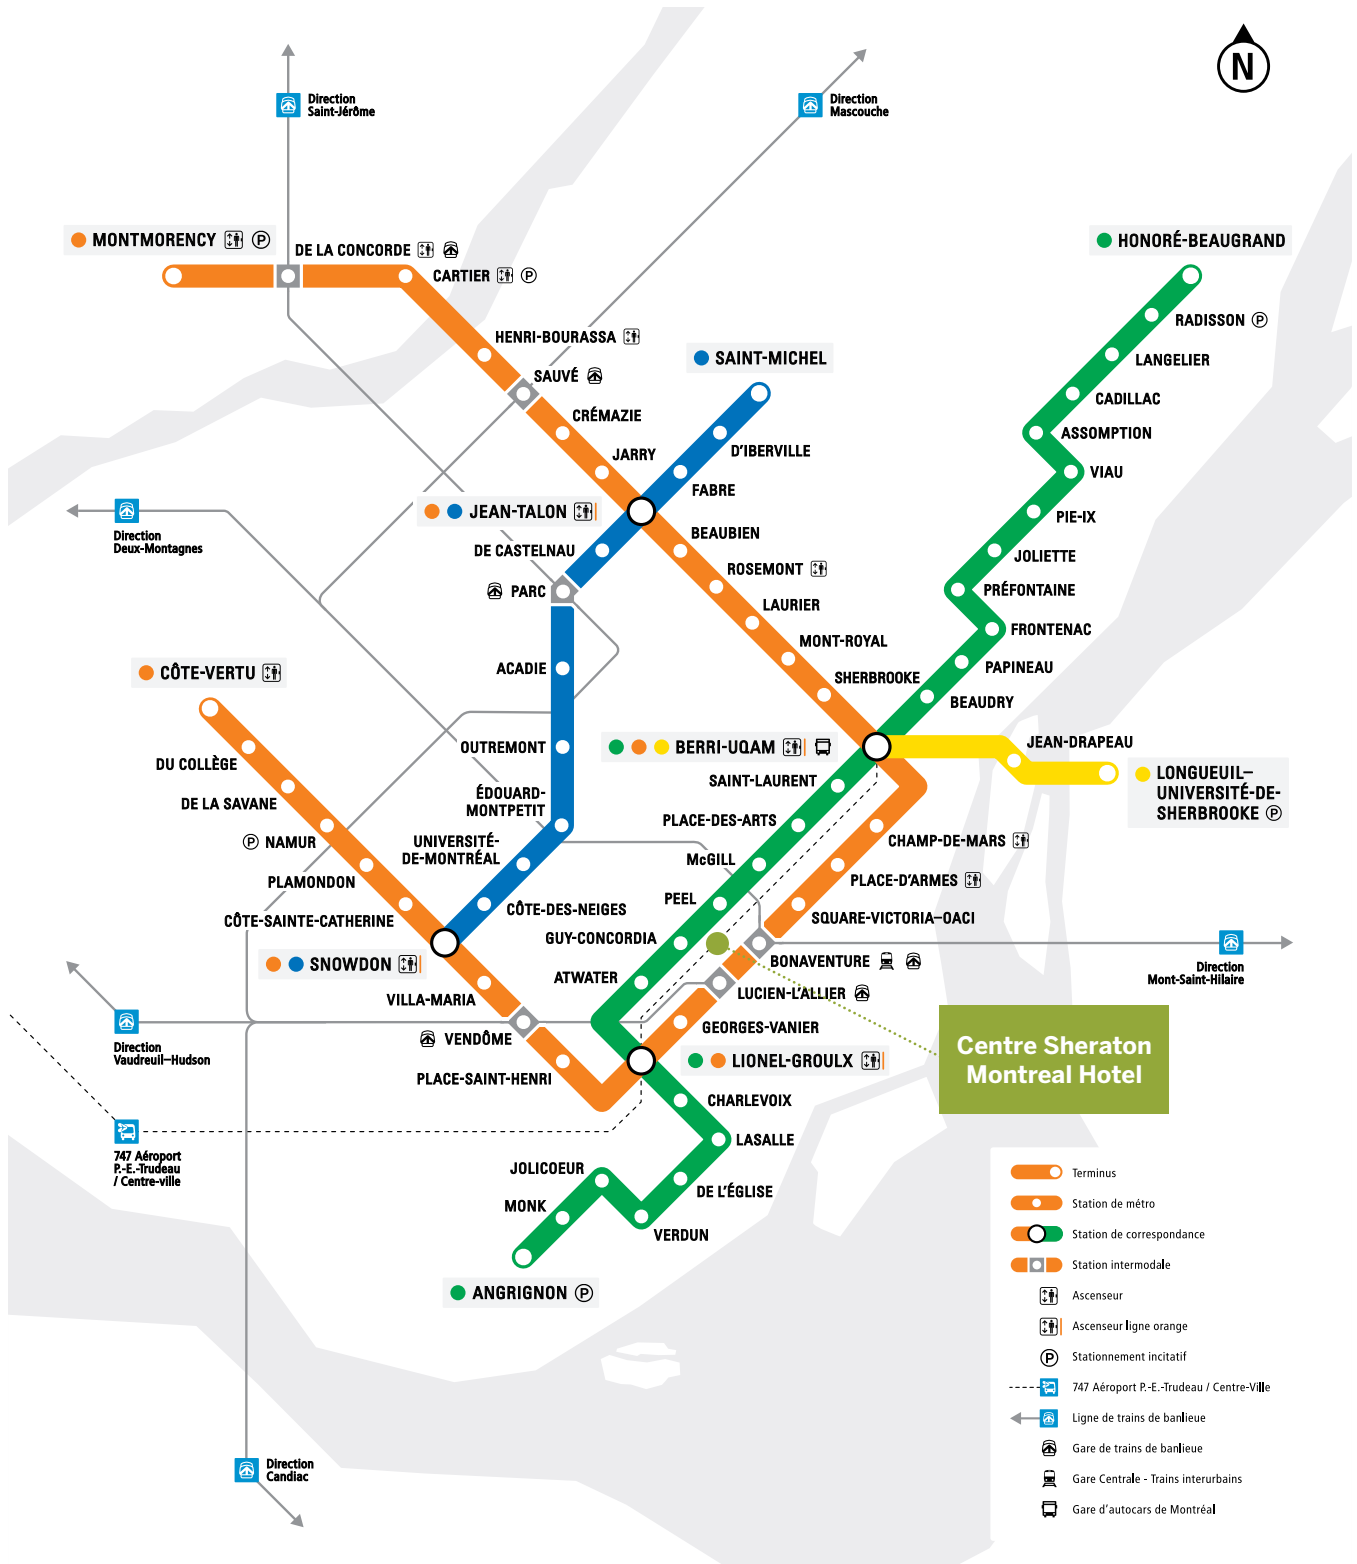 N
Direction
Saint-Jérôme
Direction
Mascouche
MONTMORENCY P
DE LA CONCORDE
CARTIER P
HENRI-BOURASSA
SAUVÉ
CRÉMAZIE
JARRY
SAINT-MICHEL
D'IBERVILLE
FABRE
JEAN-TALON
BEAUBIEN
DE CASTELNAU
ROSEMONT
PARC
LAURIER
MONT-ROYAL
SHERBROOKE
HONORÉ-BEAUGRAND
RADISSON P
LANGELIER
CADILLAC
ASSOMPTION
VIAU
PIE-IX
JOLIETTE
PRÉFONTAINE
FRONTENAC
PAPINEAU
BEAUDRY
Direction
Deux-Montagnes
CÔTE-VERTU
DU COLLÈGE
DE LA SAVANE
P NAMUR
PLAMONDON
CÔTE-SAINTE-CATHERINE
SNOWDON
VILLA-MARIA
VENDÔME
PLACE-SAINT-HENRI
ACADIE
OUTREMONT
ÉDOUARD-
MONTPETIT
UNIVERSITÉ-
DE-MONTRÉAL
CÔTE-DES-NEIGES
BERRI-UQAM
JEAN-DRAPEAU
LONGUEUIL–
UNIVERSITÉ-DE-
SHERBROOKE P
SAINT-LAURENT
PLACE-DES-ARTS
McGILL
PEEL
GUY-CONCORDIA
ATWATER
CHAMP-DE-MARS
PLACE-D'ARMES
SQUARE-VICTORIA–OACI
BONAVENTURE
LUCIEN-L'ALLIER
GEORGES-VANIER
LIONEL-GROULX
CHARLEVOIX
LASALLE
DE L'ÉGLISE
VERDUN
JOLICOEUR
MONK
ANGRIGNON P
Direction
Mont-Saint-Hilaire
Centre Sheraton
Montreal Hotel
Direction
Vaudreuil–Hudson
747 Aéroport
P.-E.-Trudeau
/ Centre-ville
Direction
Candiac
Terminus
Station de métro
Station de correspondance
Station intermodale
Ascenseur
Ascenseur ligne orange
P Stationnement incitatif
747 Aéroport P.-E.-Trudeau / Centre-Ville
Ligne de trains de banlieue
Gare de trains de banlieue
Gare Centrale - Trains interurbains
Gare d'autocars de Montréal